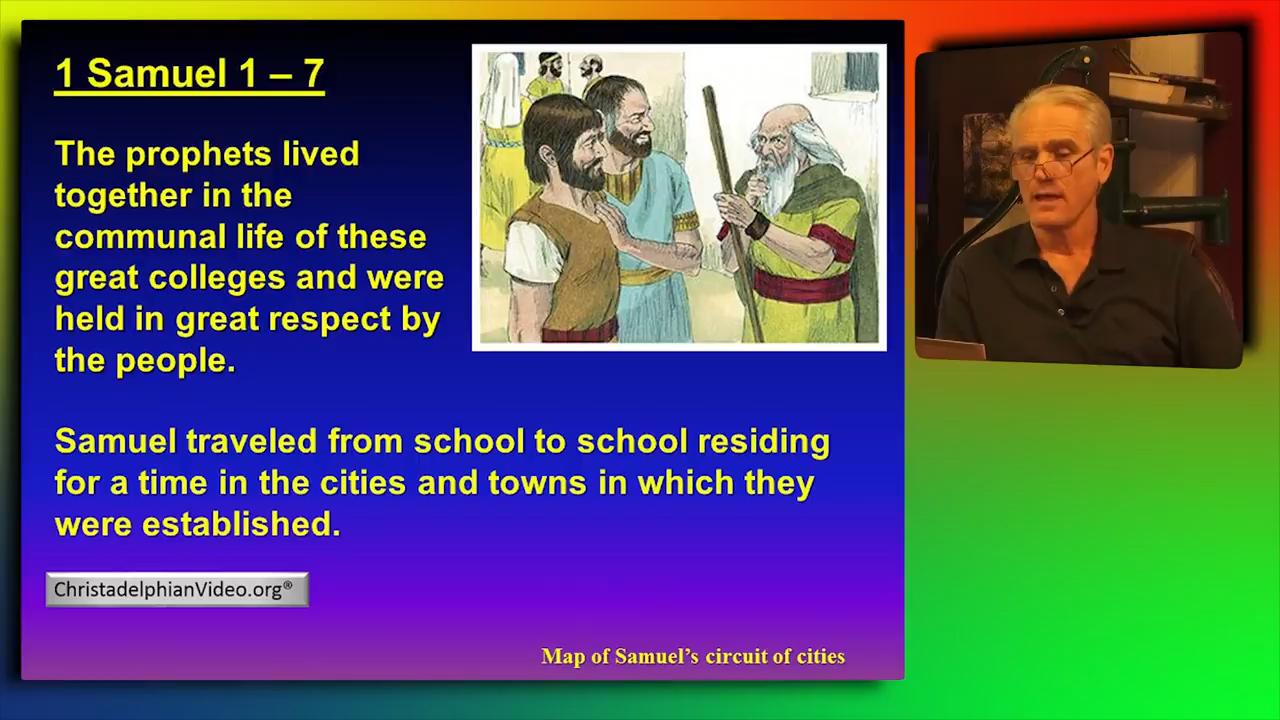 1 Samuel 1 – 7
The prophets lived
together in the
communal life of these
great colleges and were
held in great respect by
the people.
Samuel traveled from school to school residing
for a time in the cities and towns in which they
were established.
ChristadelphianVideo.org®
Map of Samuel's circuit of cities